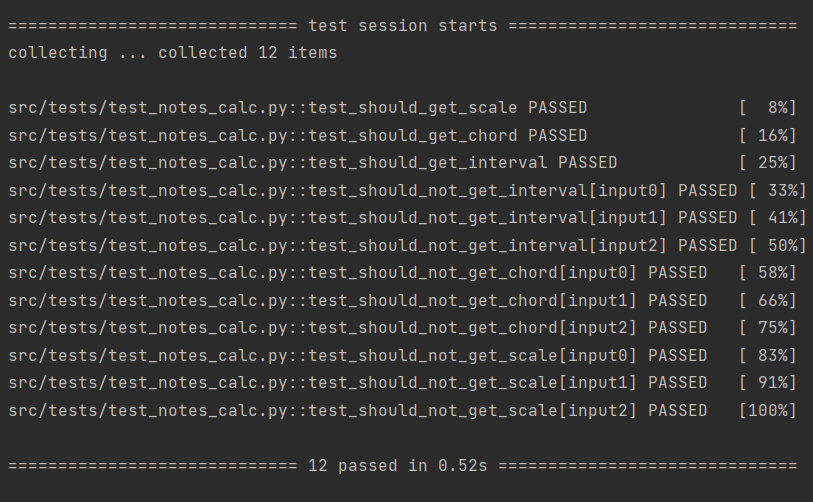 ============================= test session starts =============================
collecting ... collected 12 items

src/tests/test_notes_calc.py::test_should_get_scale PASSED               [  8%]
src/tests/test_notes_calc.py::test_should_get_chord PASSED               [ 16%]
src/tests/test_notes_calc.py::test_should_get_interval PASSED            [ 25%]
src/tests/test_notes_calc.py::test_should_not_get_interval[input0] PASSED [ 33%]
src/tests/test_notes_calc.py::test_should_not_get_interval[input1] PASSED [ 41%]
src/tests/test_notes_calc.py::test_should_not_get_interval[input2] PASSED [ 50%]
src/tests/test_notes_calc.py::test_should_not_get_chord[input0] PASSED   [ 58%]
src/tests/test_notes_calc.py::test_should_not_get_chord[input1] PASSED   [ 66%]
src/tests/test_notes_calc.py::test_should_not_get_chord[input2] PASSED   [ 75%]
src/tests/test_notes_calc.py::test_should_not_get_scale[input0] PASSED   [ 83%]
src/tests/test_notes_calc.py::test_should_not_get_scale[input1] PASSED   [ 91%]
src/tests/test_notes_calc.py::test_should_not_get_scale[input2] PASSED   [100%]

============================= 12 passed in 0.52s ==============================